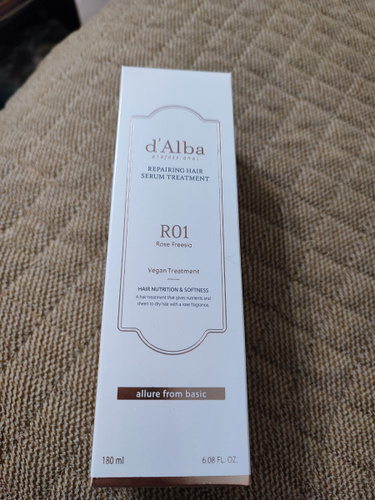 d'Alba
professional
REPAIRING HAIR
SERUM TREATMENT
R01
Rose Freesia
Vegan Treatment
HAIR NUTRITION & SOFTNESS
A hair treatment that gives nutrients and
sheen to dry hair with a rose fragrance.
allure from basic
180 ml 6.08 FL. OZ.